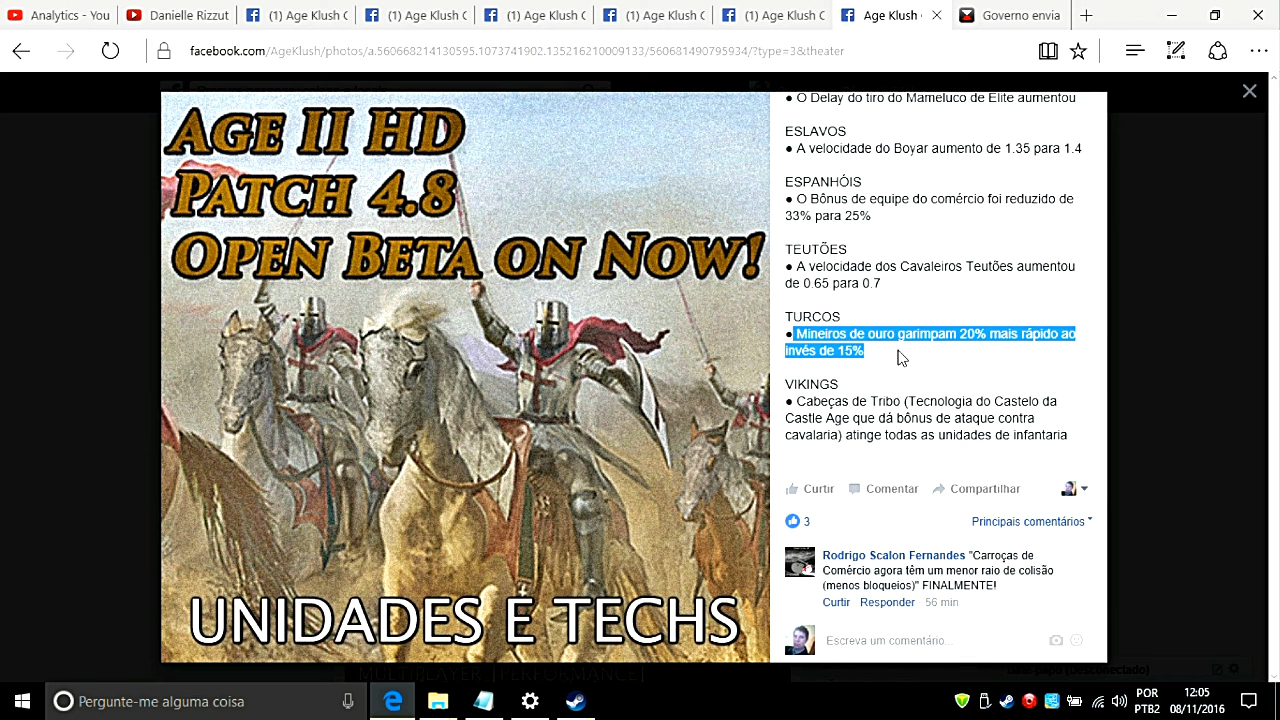 Analytics - You
Danielle Rizzut
(1) Age Klush C
(1) Age Klush C
(1) Age Klush C
(1) Age Klush C
(1) Age Klush C
Age Klush
Governo envia
facebook.com/AgeKlush/photos/a.560668214130595.1073741902.135216210009133/560681490795934/?type=3&theater
AGE II HD
PATCH 4.8
OPEN BETA ON NOW!
UNIDADES E TECHS
● O Delay do tiro do Mameluco de Elite aumentou
ESLAVOS
● A velocidade do Boyar aumento de 1.35 para 1.4
ESPANHÓIS
● O Bônus de equipe do comércio foi reduzido de
33% para 25%
TEUTÕES
● A velocidade dos Cavaleiros Teutões aumentou
de 0.65 para 0.7
TURCOS
● Mineiros de ouro garimpam 20% mais rápido ao
invés de 15%
VIKINGS
● Cabeças de Tribo (Tecnologia do Castelo da
Castle Age que dá bônus de ataque contra
cavalaria) atinge todas as unidades de infantaria
Curtir Comentar Compartilhar
3 Principais comentários
Rodrigo Scalon Fernandes "Carroças de
Comércio agora têm um menor raio de colisão
(menos bloqueios)" FINALMENTE!
Curtir Responder 56 min
Escreva um comentário...
MULTIPLAYER [PERFORMANCE]
Pergunte-me alguma coisa
POR
PTB2
12:05
08/11/2016